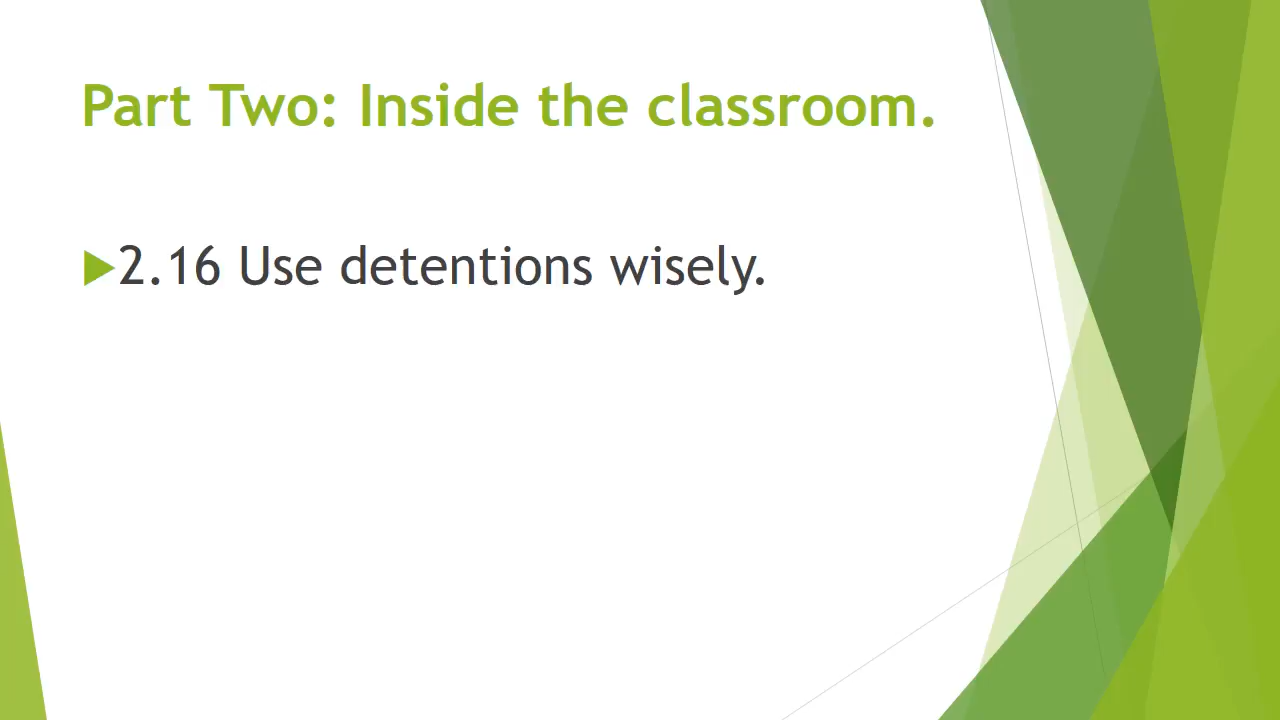 Part Two: Inside the classroom.
2.16 Use detentions wisely.